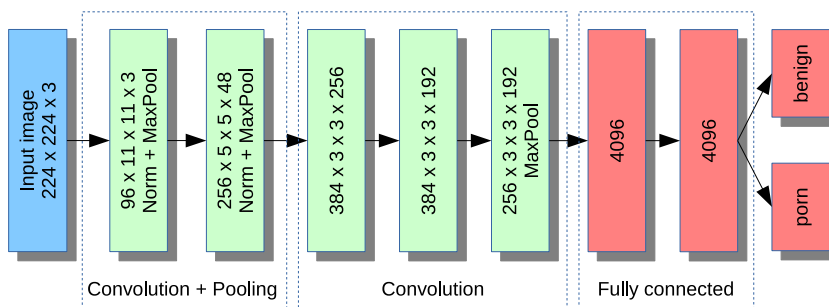 Input image
224 x 224 x 3
96 x 11 x 11 x 3
Norm + MaxPool
256 x 5 x 5 x 48
Norm + MaxPool
384 x 3 x 3 x 256
384 x 3 x 3 x 192
256 x 3 x 3 x 192
MaxPool
4096
4096
benign
porn
Convolution + Pooling
Convolution
Fully connected